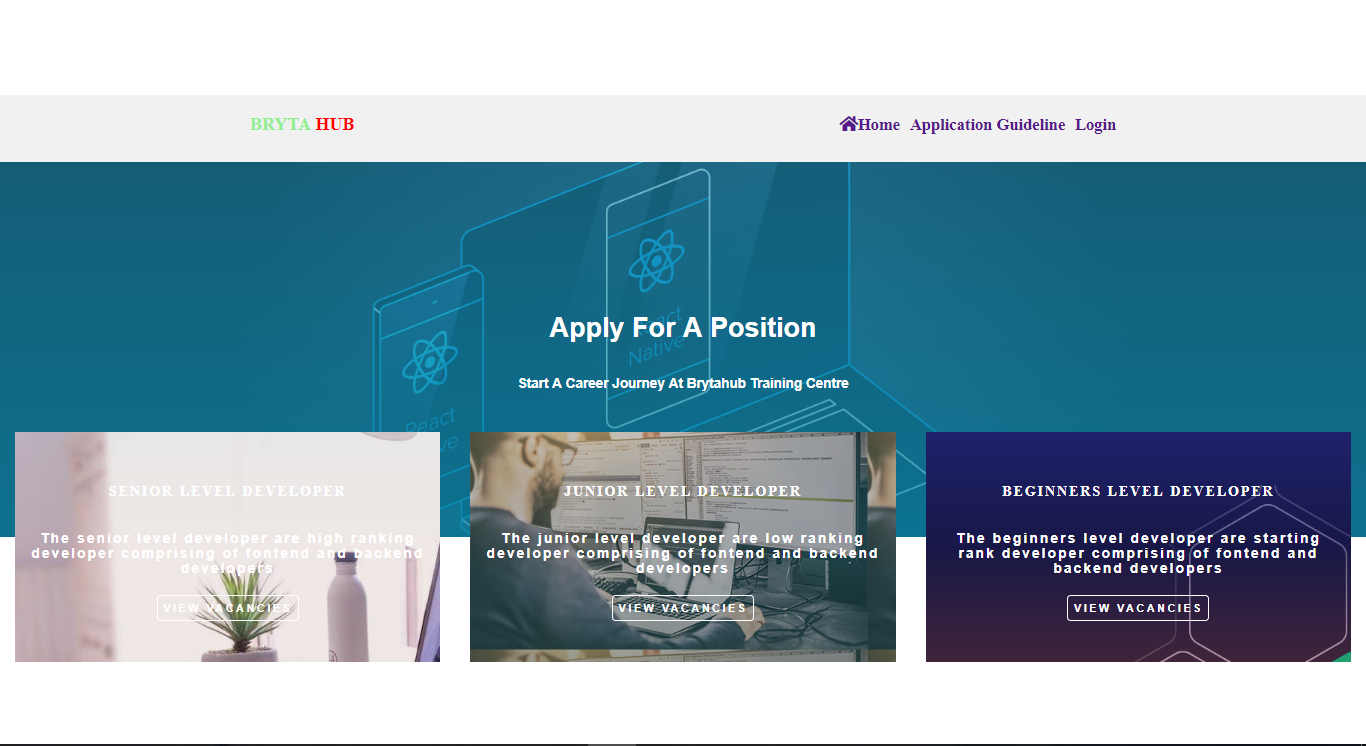 BRYTA HUB
Home Application Guideline Login
React
Native
Apply For A Position
Start A Career Journey At Brytahub Training Centre
React
SENIOR LEVEL DEVELOPER
The senior level developer are high ranking
developer comprising of fontend and backend
developers
VIEW VACANCIES
JUNIOR LEVEL DEVELOPER
The junior level developer are low ranking
developer comprising of fontend and backend
developers
VIEW VACANCIES
BEGINNERS LEVEL DEVELOPER
The beginners level developer are starting
rank developer comprising of fontend and
backend developers
VIEW VACANCIES